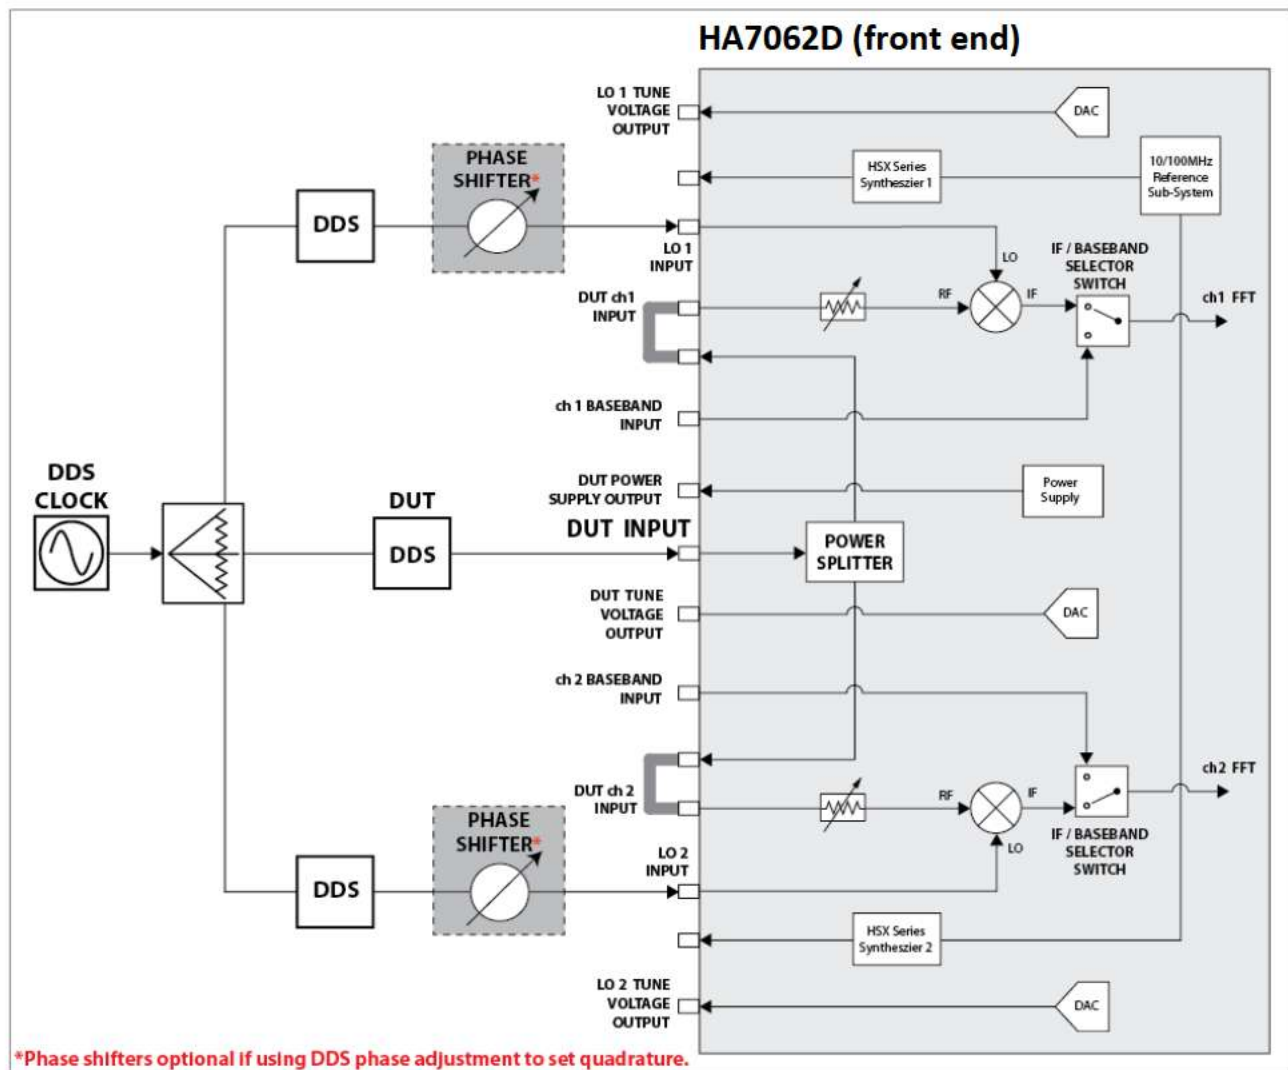 HA7062D (front end)
LO 1 TUNE
VOLTAGE
OUTPUT
DAC
PHASE
SHIFTER*
HSX Series
Syntheszier 1
10/100MHz
Reference
Sub-System
DDS
LO 1
INPUT
LO
IF / BASEBAND
SELECTOR
SWITCH
DUT ch1
INPUT
RF
IF
ch1 FFT
ch 1 BASEBAND
INPUT
DDS
CLOCK
DUT
DDS
DUT POWER
SUPPLY OUTPUT
Power
Supply
DUT INPUT
POWER
SPLITTER
DUT TUNE
VOLTAGE
OUTPUT
DAC
ch 2 BASEBAND
INPUT
DUT ch 2
INPUT
RF
IF
ch2 FFT
PHASE
SHIFTER*
LO 2
INPUT
LO
IF / BASEBAND
SELECTOR
SWITCH
DDS
HSX Series
Syntheszier 2
LO 2 TUNE
VOLTAGE
OUTPUT
DAC
*Phase shifters optional if using DDS phase adjustment to set quadrature.